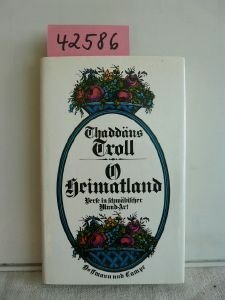 42586
Thaddäus
Troll
O
Heimatland
Verse in schwäbischer
Mund-Art
Hoffmann und Campe